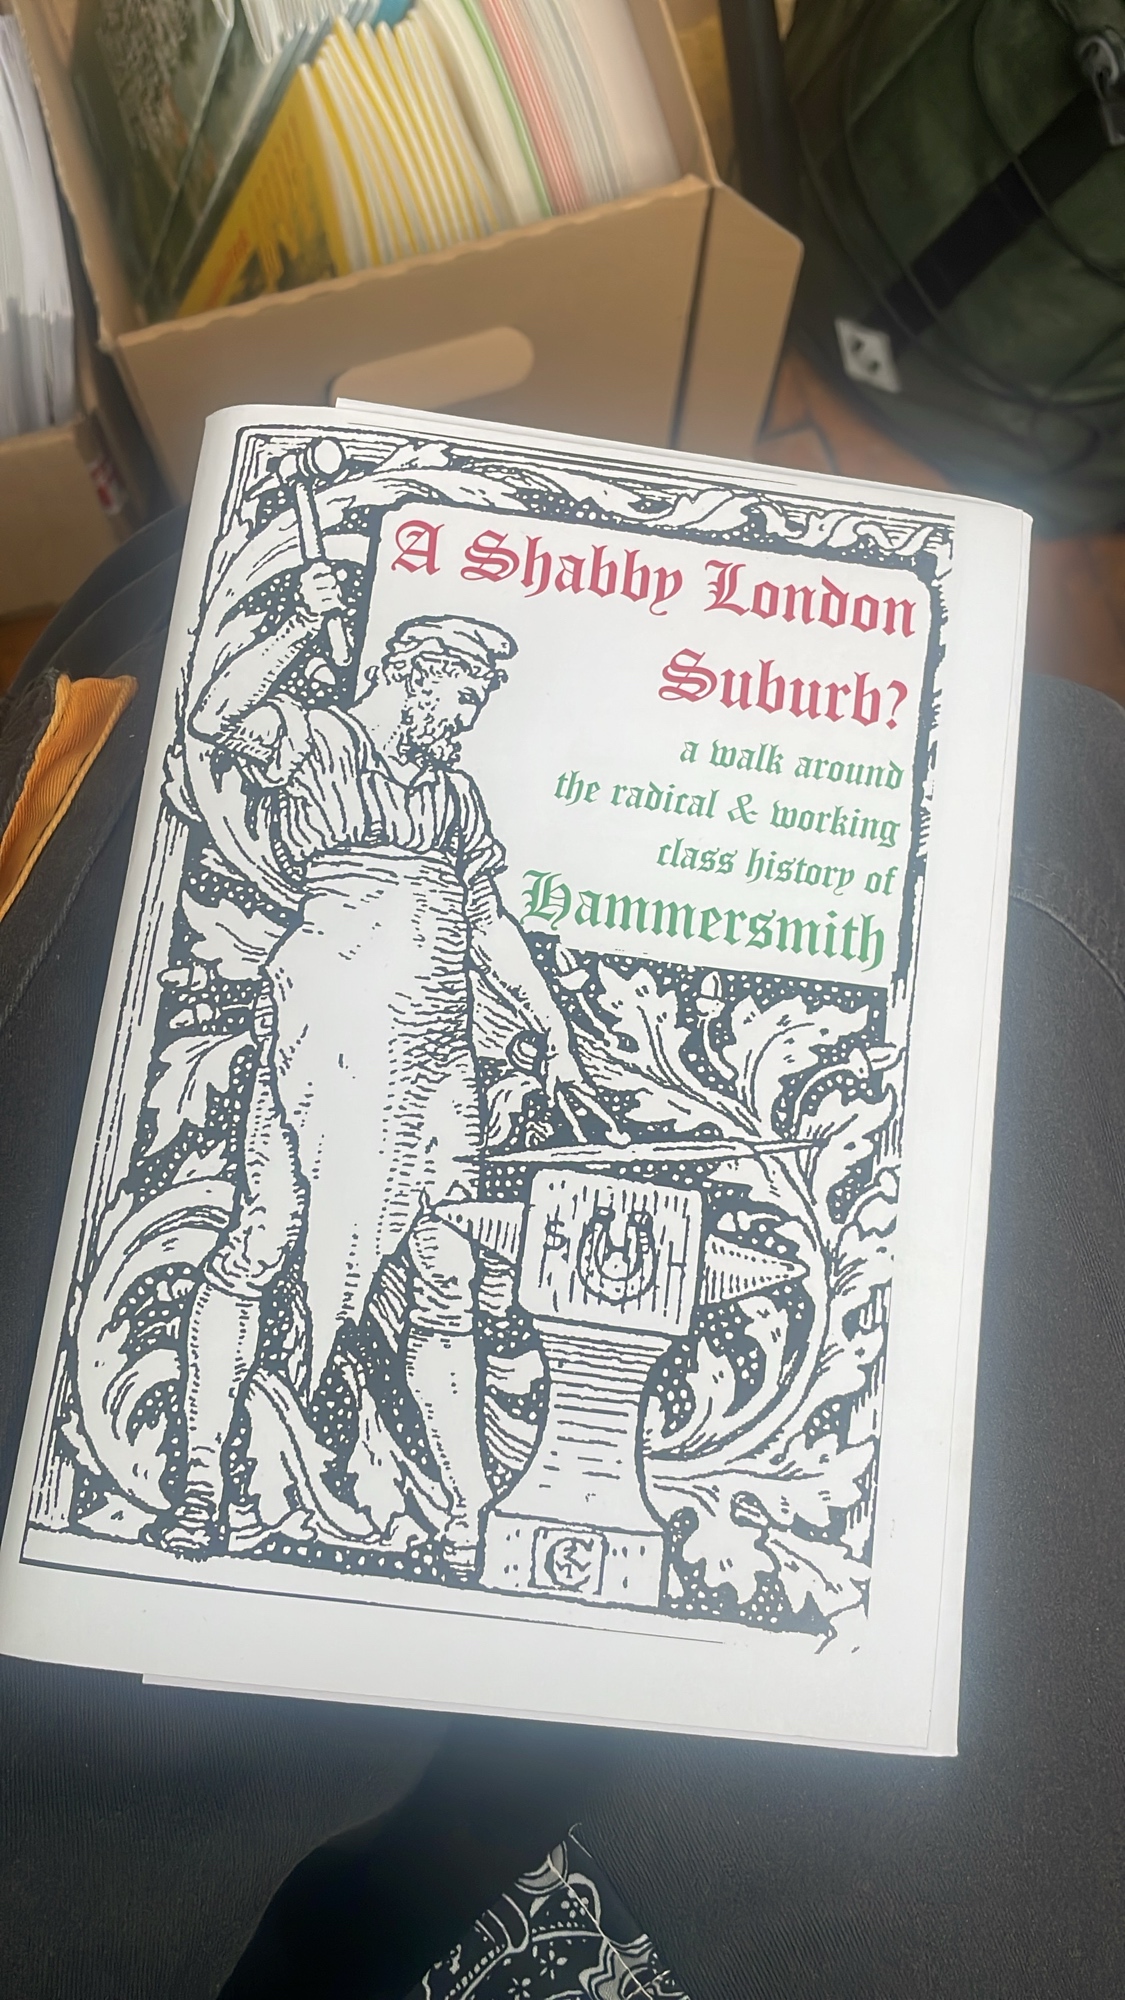 A Shabby London
Suburb?
a walk around
the radical & working
class history of
Hammersmith